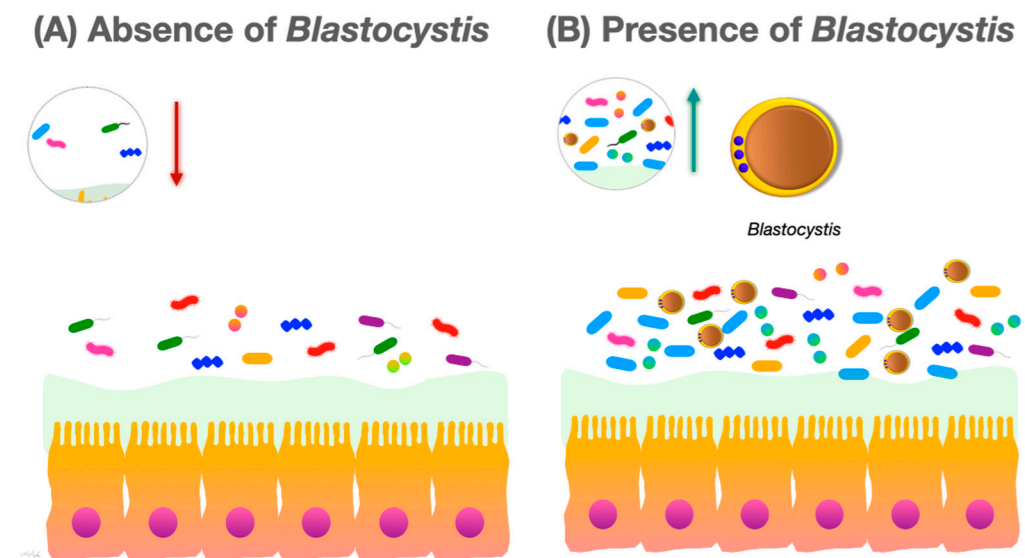 (A) Absence of Blastocystis
(B) Presence of Blastocystis
Blastocystis